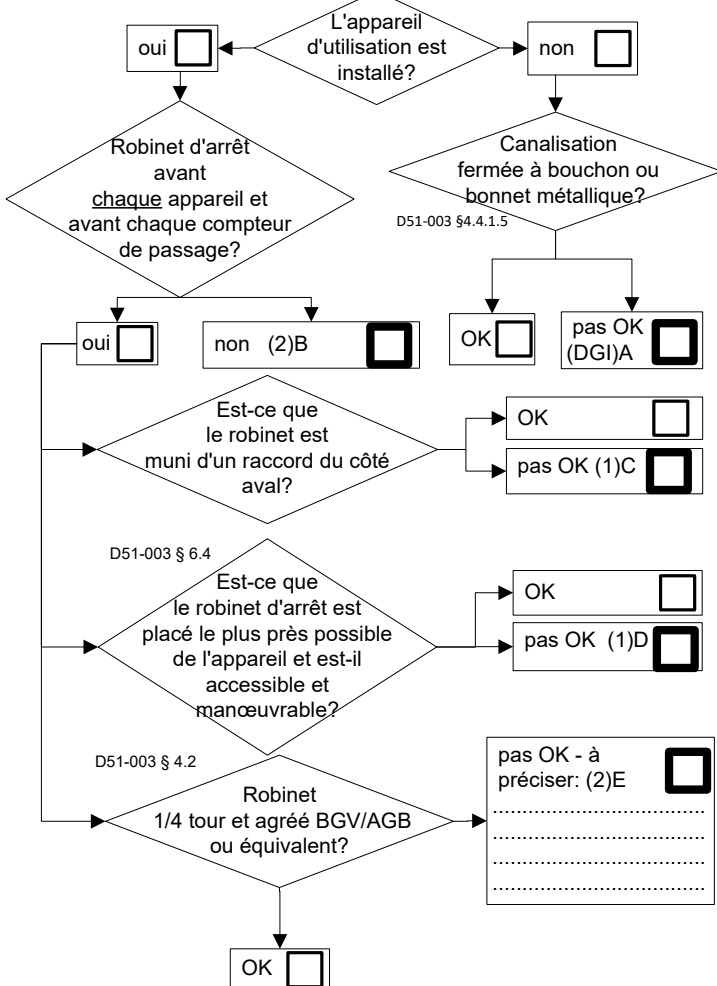 L'appareil
d'utilisation est
installé?
oui
non
Robinet d'arrêt
avant
chaque appareil et
avant chaque compteur
de passage?
Canalisation
fermée à bouchon ou
bonnet métallique?
D51-003 §4.4.1.5
oui
non (2)B
OK
pas OK
(DGI)A
Est-ce que
le robinet est
muni d'un raccord du côté
aval?
OK
pas OK (1)C
D51-003 § 6.4
Est-ce que
le robinet d'arrêt est
placé le plus près possible
de l'appareil et est-il
accessible et
manœuvrable?
OK
pas OK (1)D
D51-003 § 4.2
Robinet
1/4 tour et agréé BGV/AGB
ou équivalent?
pas OK - à
préciser: (2)E
................................................
................................................
................................................
................................................
OK